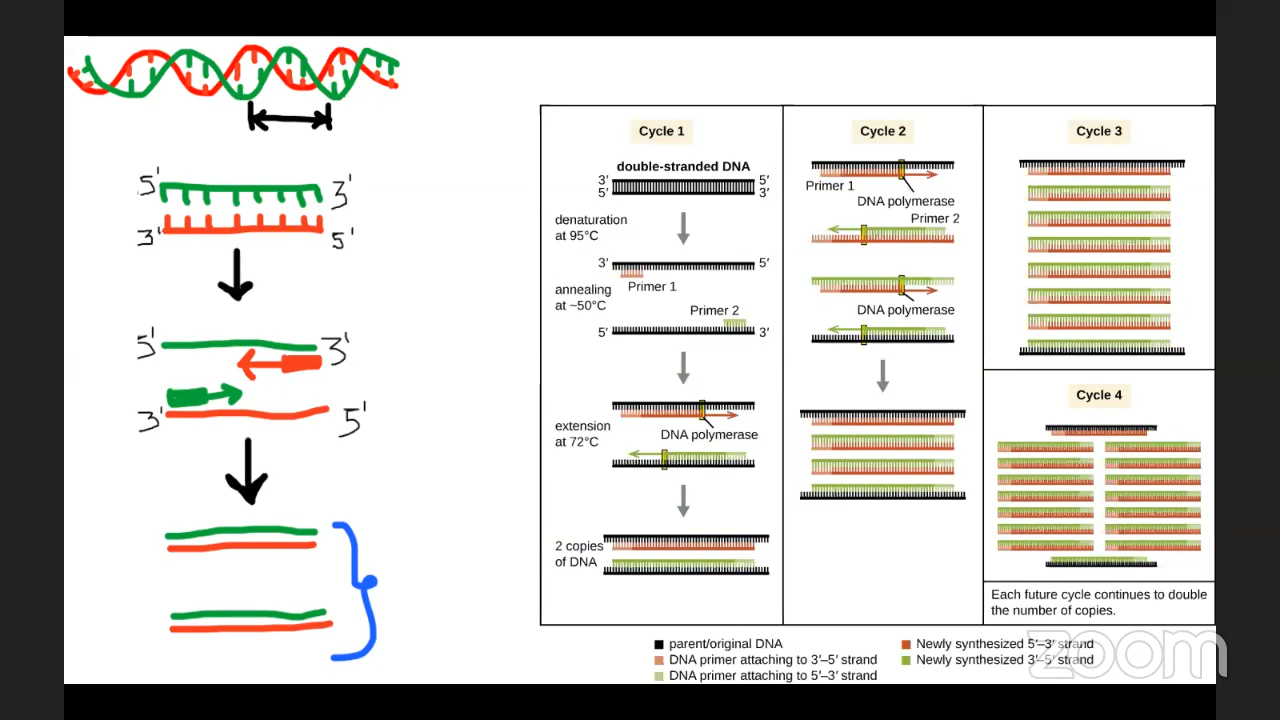 5'
3'
3'
5'
5'
3'
3'
5'
Cycle 1
double-stranded DNA
3′ 5′
5′ 3′
denaturation
at 95°C
3′ 5′
annealing
at ~50°C
Primer 1
Primer 2
5′ 3′
extension
at 72°C
DNA polymerase
2 copies
of DNA
Cycle 2
Primer 1
DNA polymerase
Primer 2
DNA polymerase
Cycle 3
Cycle 4
Each future cycle continues to double
the number of copies.
parent/original DNA
DNA primer attaching to 3′–5′ strand
DNA primer attaching to 5′–3′ strand
Newly synthesized 5′–3′ strand
Newly synthesized 3′–5′ strand
zoom